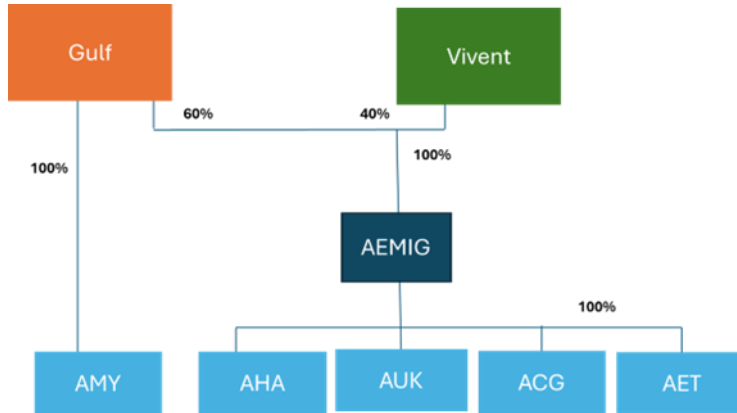 Gulf
Vivent
60%
40%
100%
100%
AEMIG
100%
AMY
AHA
AUK
ACG
AET